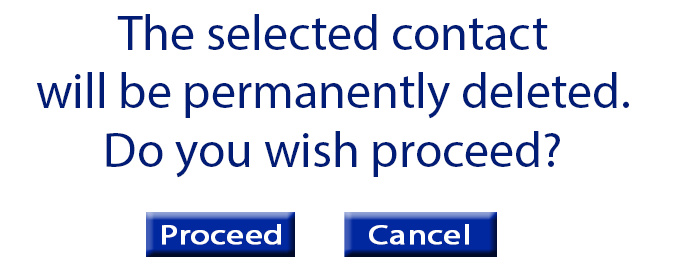 The selected contact
will be permanently deleted.
Do you wish proceed?
Proceed Cancel